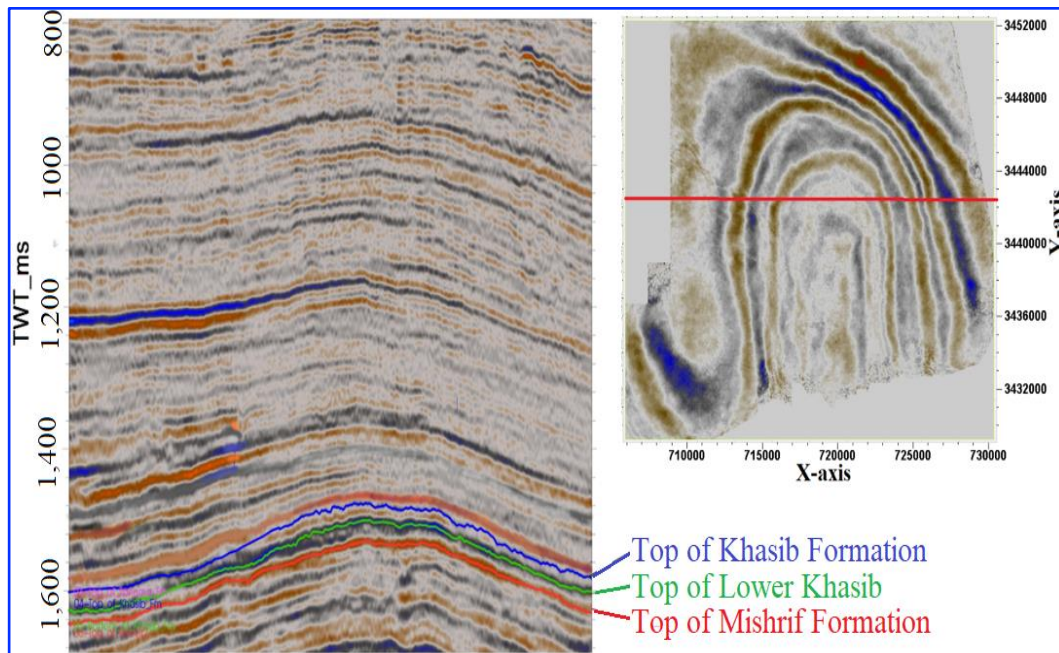 800
1000
1,200
1,400
1,600
TWT_ms
3452000
3448000
3444000
3440000
3436000
3432000
Y-axis
710000 715000 720000 725000 730000
X-axis
Top of Khasib Formation
Top of Lower Khasib
Top of Mishrif Formation